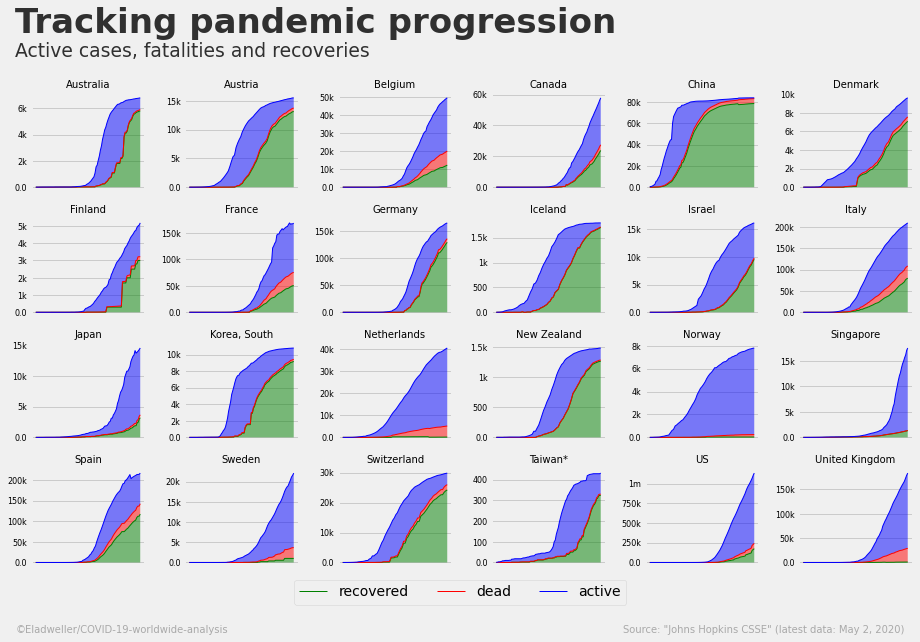 Tracking pandemic progression
Active cases, fatalities and recoveries
Australia Austria Belgium Canada China Denmark
6k 4k 2k 0.0
15k 10k 5k 0.0
50k 40k 30k 20k 10k 0.0
60k 40k 20k 0.0
80k 60k 40k 20k 0.0
10k 8k 6k 4k 2k 0.0
Finland France Germany Iceland Israel Italy
5k 4k 3k 2k 1k 0.0
150k 100k 50k 0.0
150k 100k 50k 0.0
1.5k 1k 500 0.0
15k 10k 5k 0.0
200k 150k 100k 50k 0.0
Japan Korea, South Netherlands New Zealand Norway Singapore
15k 10k 5k 0.0
10k 8k 6k 4k 2k 0.0
40k 30k 20k 10k 0.0
1.5k 1k 500 0.0
8k 6k 4k 2k 0.0
15k 10k 5k 0.0
Spain Sweden Switzerland Taiwan* US United Kingdom
200k 150k 100k 50k 0.0
20k 15k 10k 5k 0.0
30k 20k 10k 0.0
400 300 200 100 0.0
1m 750k 500k 250k 0.0
150k 100k 50k 0.0
recovered dead active
©Eladweller/COVID-19-worldwide-analysis
Source: "Johns Hopkins CSSE" (latest data: May 2, 2020)